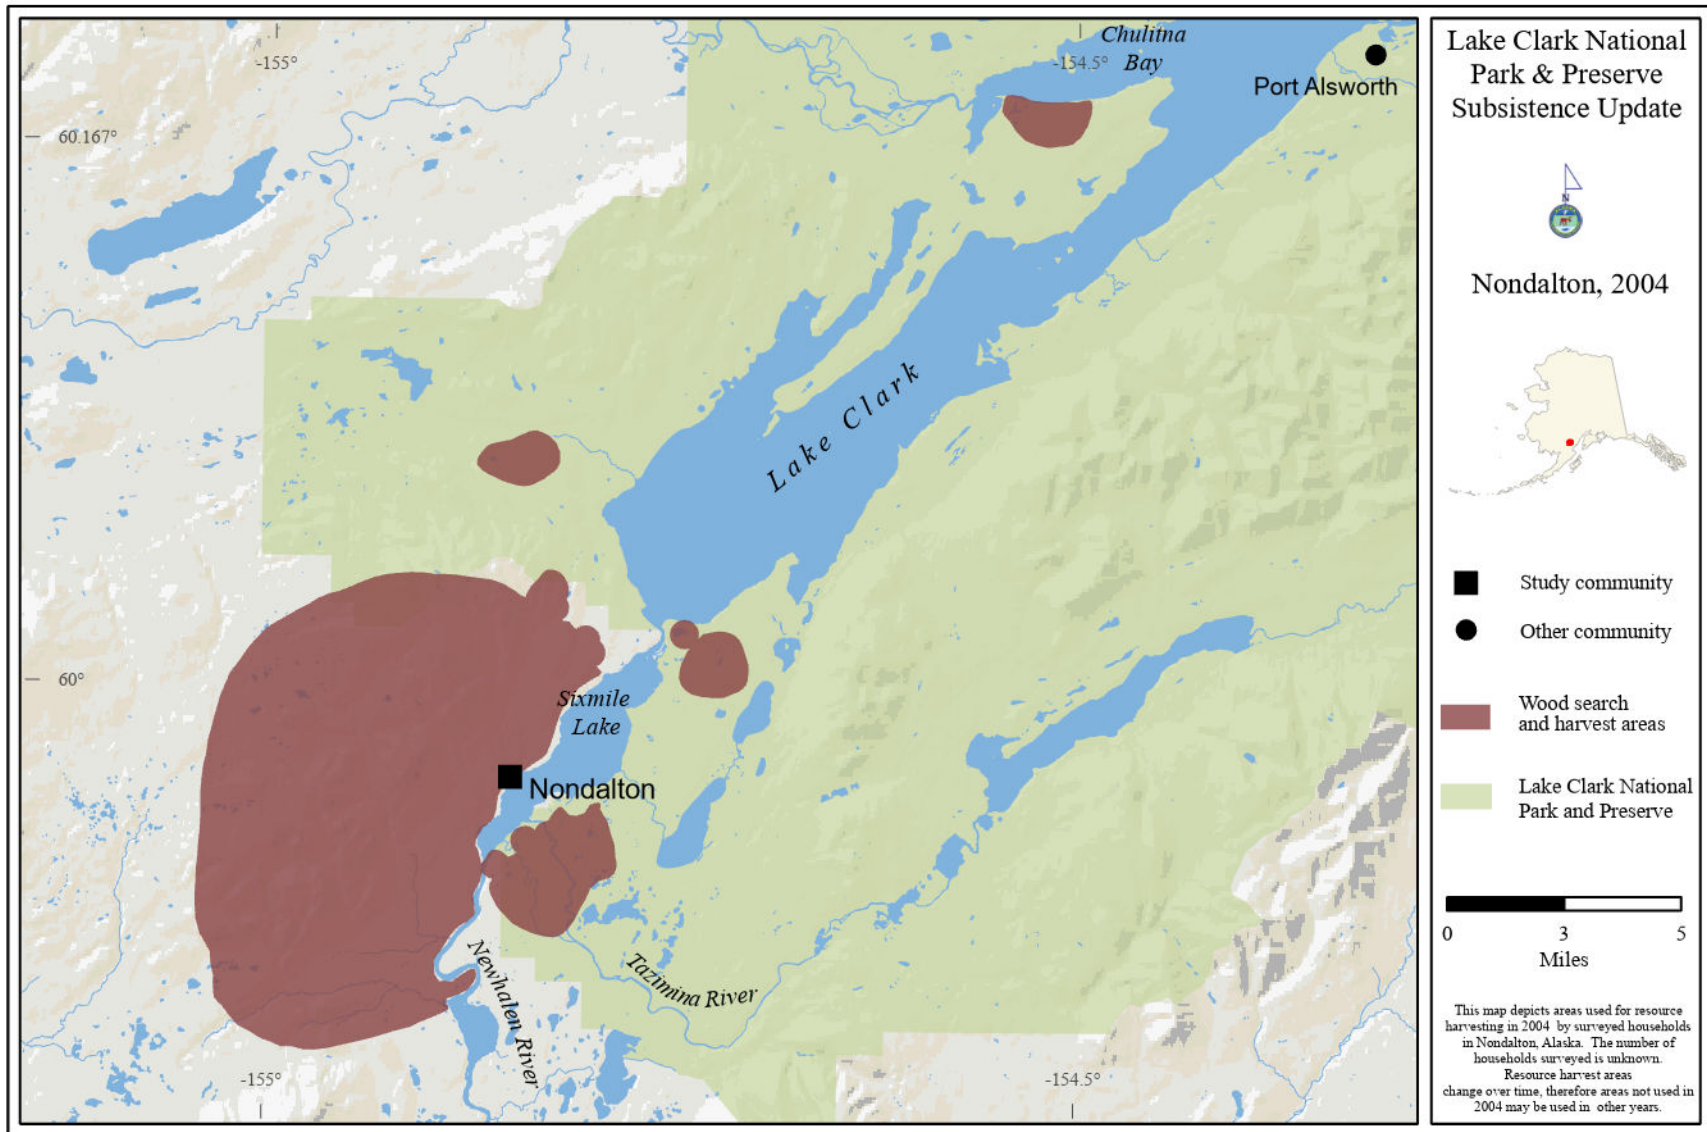 Chulitna
Bay
-155°
-154.5°
Port Alsworth
60.167°
Lake Clark
60°
Sixmile
Lake
Nondalton
Newhalen River
Tazimina River
-155°
-154.5°
Lake Clark National
Park & Preserve
Subsistence Update
N
Nondalton, 2004
Study community
Other community
Wood search
and harvest areas
Lake Clark National
Park and Preserve
0 3 5
Miles
This map depicts areas used for resource
harvesting in 2004 by surveyed households
in Nondalton, Alaska. The number of
households surveyed is unknown.
Resource harvest areas
change over time, therefore areas not used in
2004 may be used in other years.